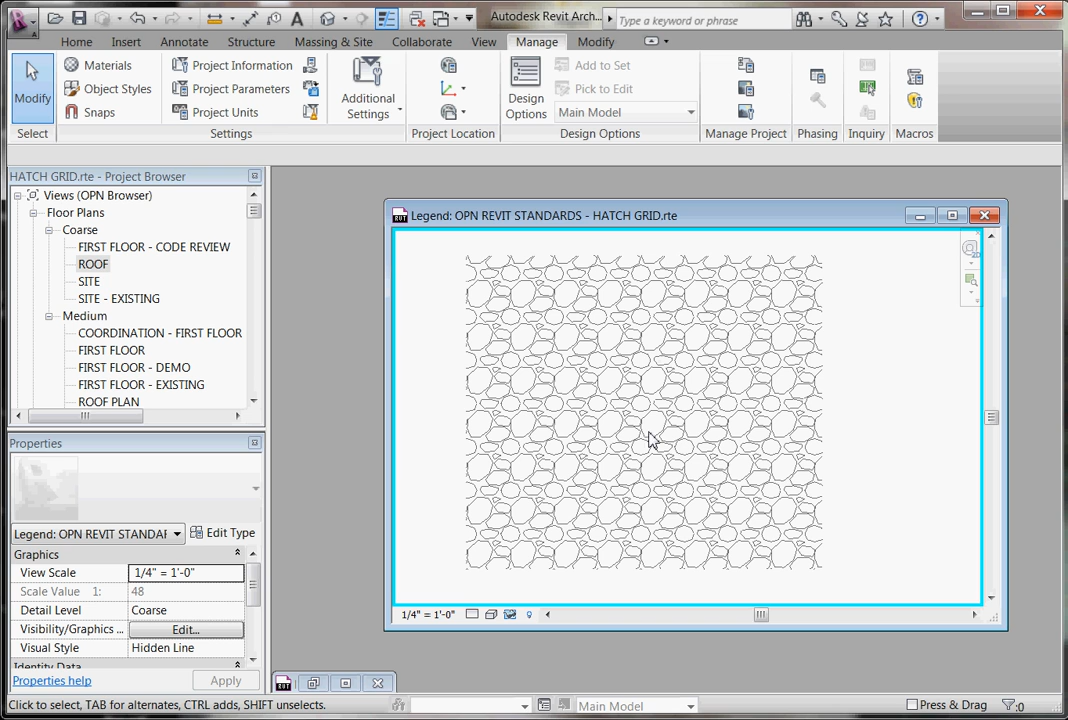 Autodesk Revit Arch...
Type a keyword or phrase
Home Insert Annotate Structure Massing & Site Collaborate View Manage Modify
Materials Project Information Add to Set
Object Styles Project Parameters Pick to Edit
Modify Snaps Project Units Additional Settings Design Options Main Model
Select Settings Project Location Design Options Manage Project Phasing Inquiry Macros
HATCH GRID.rte - Project Browser
Views (OPN Browser)
Floor Plans
Coarse
FIRST FLOOR - CODE REVIEW
ROOF
SITE
SITE - EXISTING
Medium
COORDINATION - FIRST FLOOR
FIRST FLOOR
FIRST FLOOR - DEMO
FIRST FLOOR - EXISTING
ROOF PLAN
Legend: OPN REVIT STANDARDS - HATCH GRID.rte
2D
1/4" = 1'-0"
Properties
Legend: OPN REVIT STANDAR Edit Type
Graphics
View Scale 1/4" = 1'-0"
Scale Value 1: 48
Detail Level Coarse
Visibility/Graphics ... Edit...
Visual Style Hidden Line
Identity Data
Properties help Apply
Click to select, TAB for alternates, CTRL adds, SHIFT unselects. Main Model Press & Drag :0